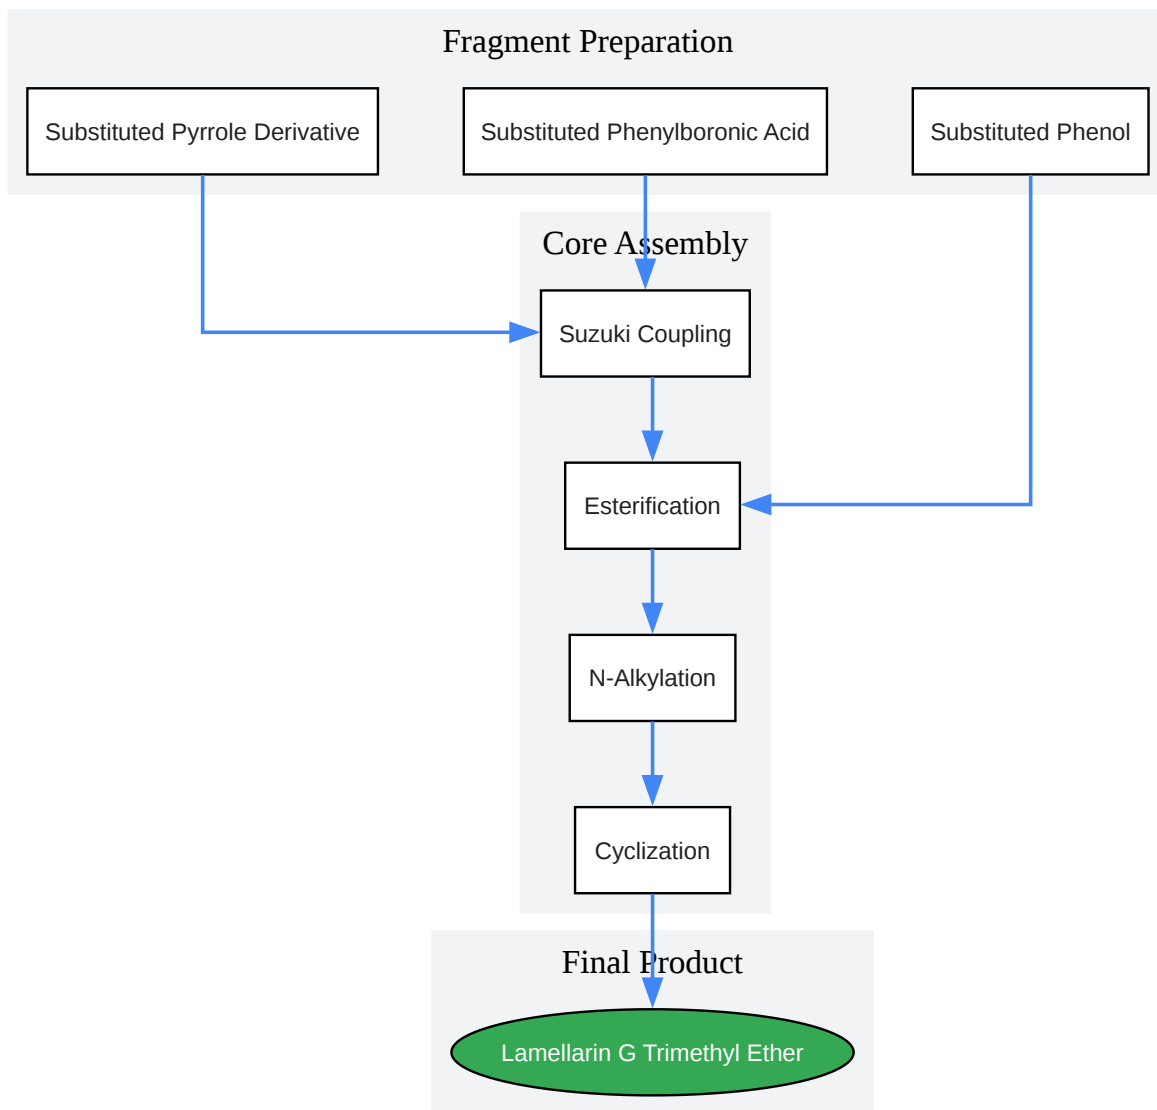 Fragment Preparation
Substituted Pyrrole Derivative
Substituted Phenylboronic Acid
Substituted Phenol
Core Assembly
Suzuki Coupling
Esterification
N-Alkylation
Cyclization
Final Product
Lamellarin G Trimethyl Ether